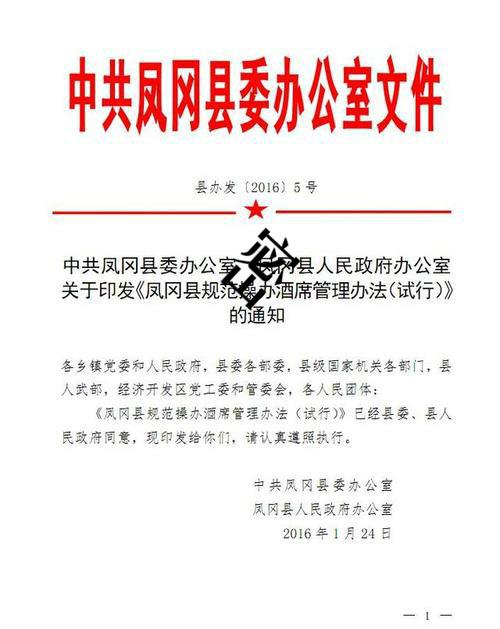 中共凤冈县委办公室文件
县办发〔2016〕5号
中共凤冈县委办公室 凤冈县人民政府办公室
关于印发《凤冈县规范操办酒席管理办法(试行)》
的通知
密
各乡镇党委和人民政府，县委各部委，县级国家机关各部门，县
人武部，经济开发区党工委和管委会，各人民团体：
《凤冈县规范操办酒席管理办法（试行）》已经县委、县人
民政府同意，现印发给你们，请认真遵照执行。
中共凤冈县委办公室
凤冈县人民政府办公室
2016年1月24日
— 1 —